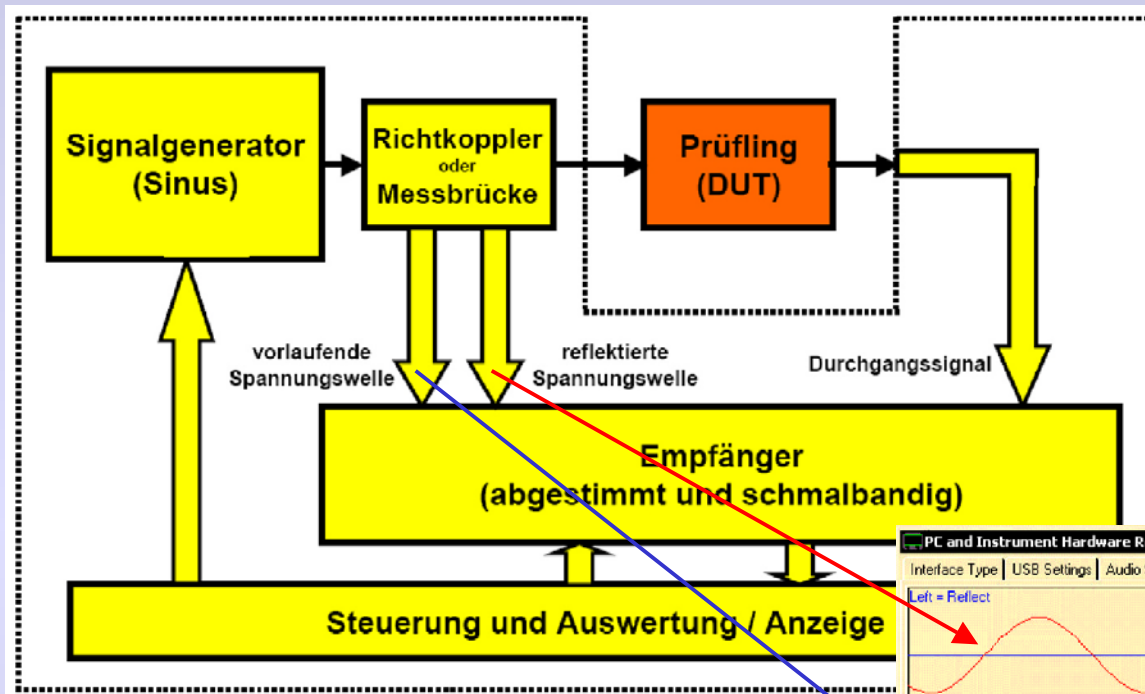 Signalgenerator
(Sinus)
Richtkoppler
oder
Messbrücke
Prüfling
(DUT)
vorlaufende
Spannungswelle
reflektierte
Spannungswelle
Durchgangssignal
Empfänger
(abgestimmt und schmalbandig)
Steuerung und Auswertung / Anzeige
PC and Instrument Hardware R
Interface Type USB Settings Audio
Left = Reflect